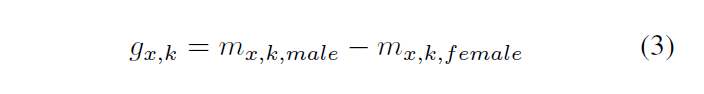 g_{x,k} = m_{x,k,male} − m_{x,k,female} (3)